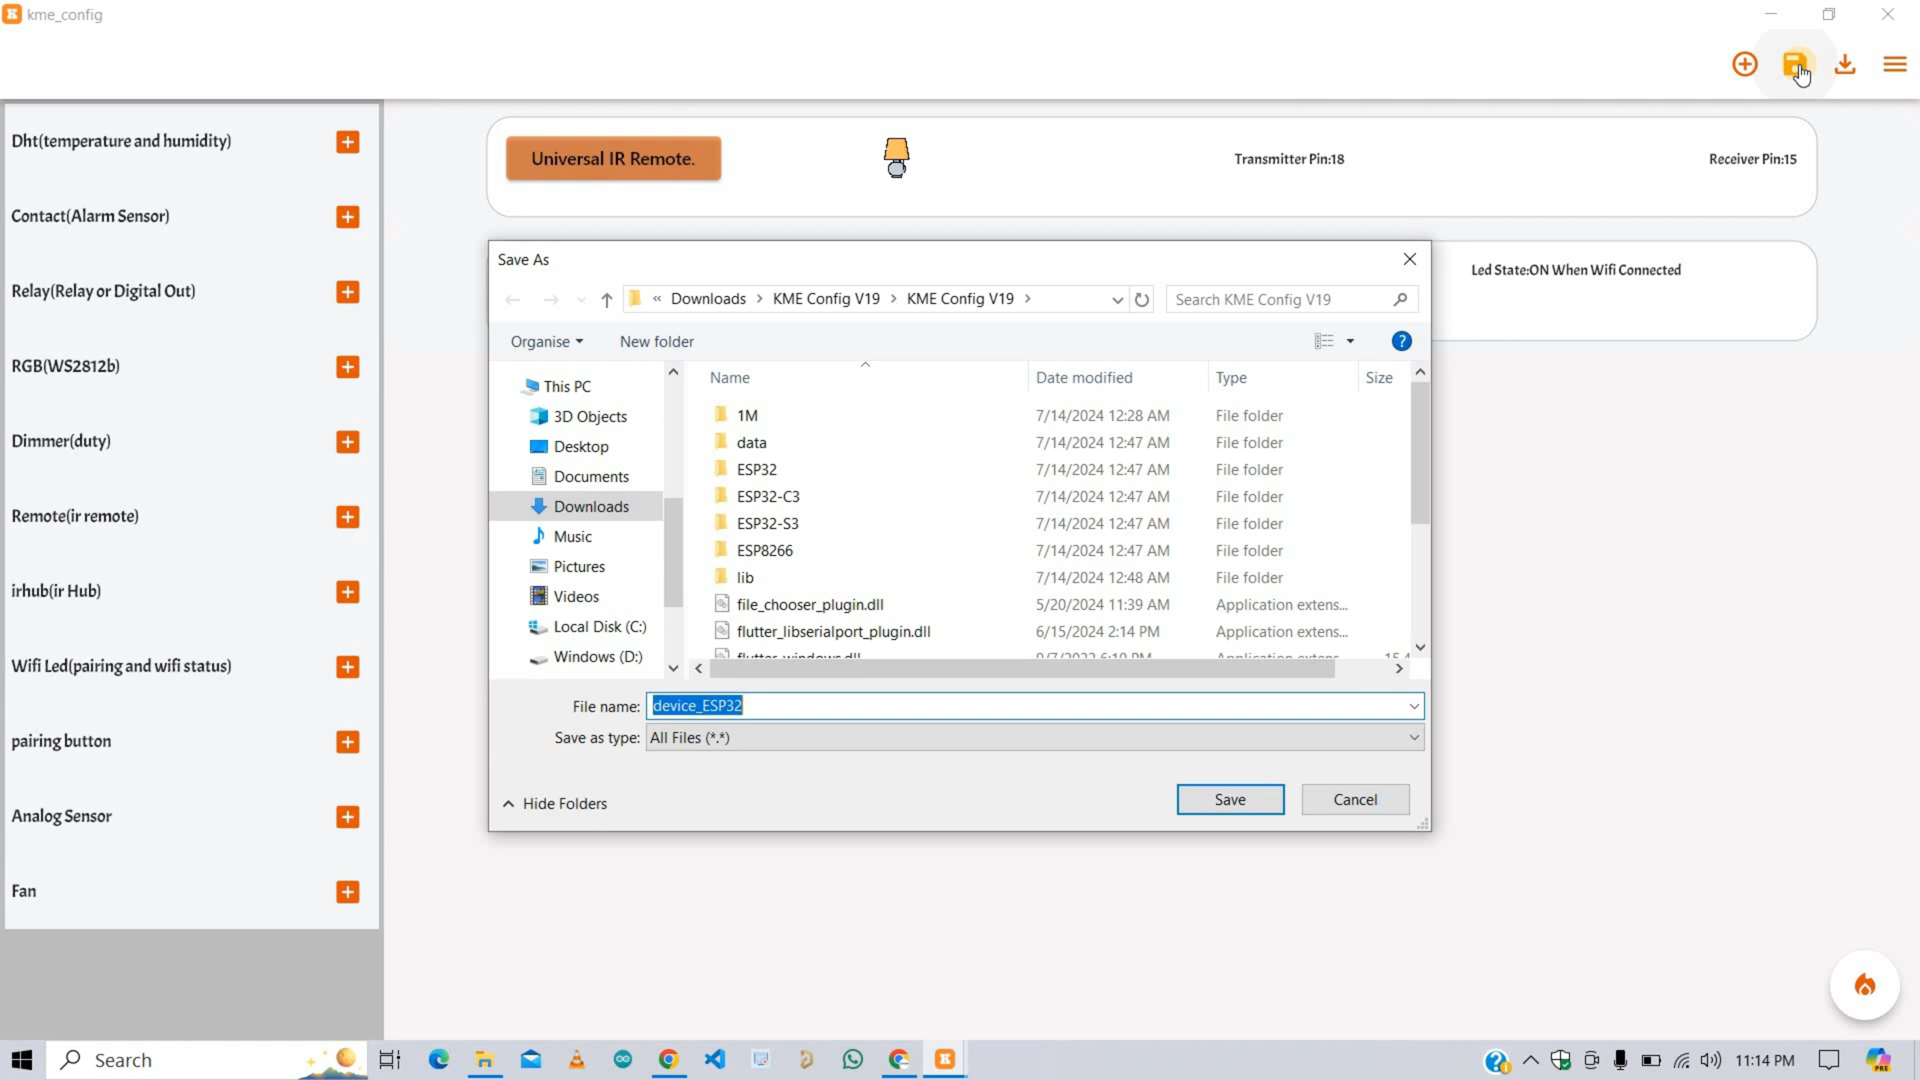 kme_config
Dht(temperature and humidity)
Contact(Alarm Sensor)
Relay(Relay or Digital Out)
RGB(WS2812b)
Dimmer(duty)
Remote(ir remote)
irhub(ir Hub)
Wifi Led(pairing and wifi status)
pairing button
Analog Sensor
Fan
Universal IR Remote.
Transmitter Pin:18
Receiver Pin:15
Led State:ON When Wifi Connected
Save As
« Downloads > KME Config V19 > KME Config V19 >
Search KME Config V19
Organise
New folder
This PC
3D Objects
Desktop
Documents
Downloads
Music
Pictures
Videos
Local Disk (C:)
Windows (D:)
Name Date modified Type Size
1M 7/14/2024 12:28 AM File folder
data 7/14/2024 12:47 AM File folder
ESP32 7/14/2024 12:47 AM File folder
ESP32-C3 7/14/2024 12:47 AM File folder
ESP32-S3 7/14/2024 12:47 AM File folder
ESP8266 7/14/2024 12:47 AM File folder
lib 7/14/2024 12:48 AM File folder
file_chooser_plugin.dll 5/20/2024 11:39 AM Application extens...
flutter_libserialport_plugin.dll 6/15/2024 2:14 PM Application extens...
File name: device_ESP32
Save as type: All Files (*.*)
Hide Folders
Save
Cancel
Search
11:14 PM
PRE